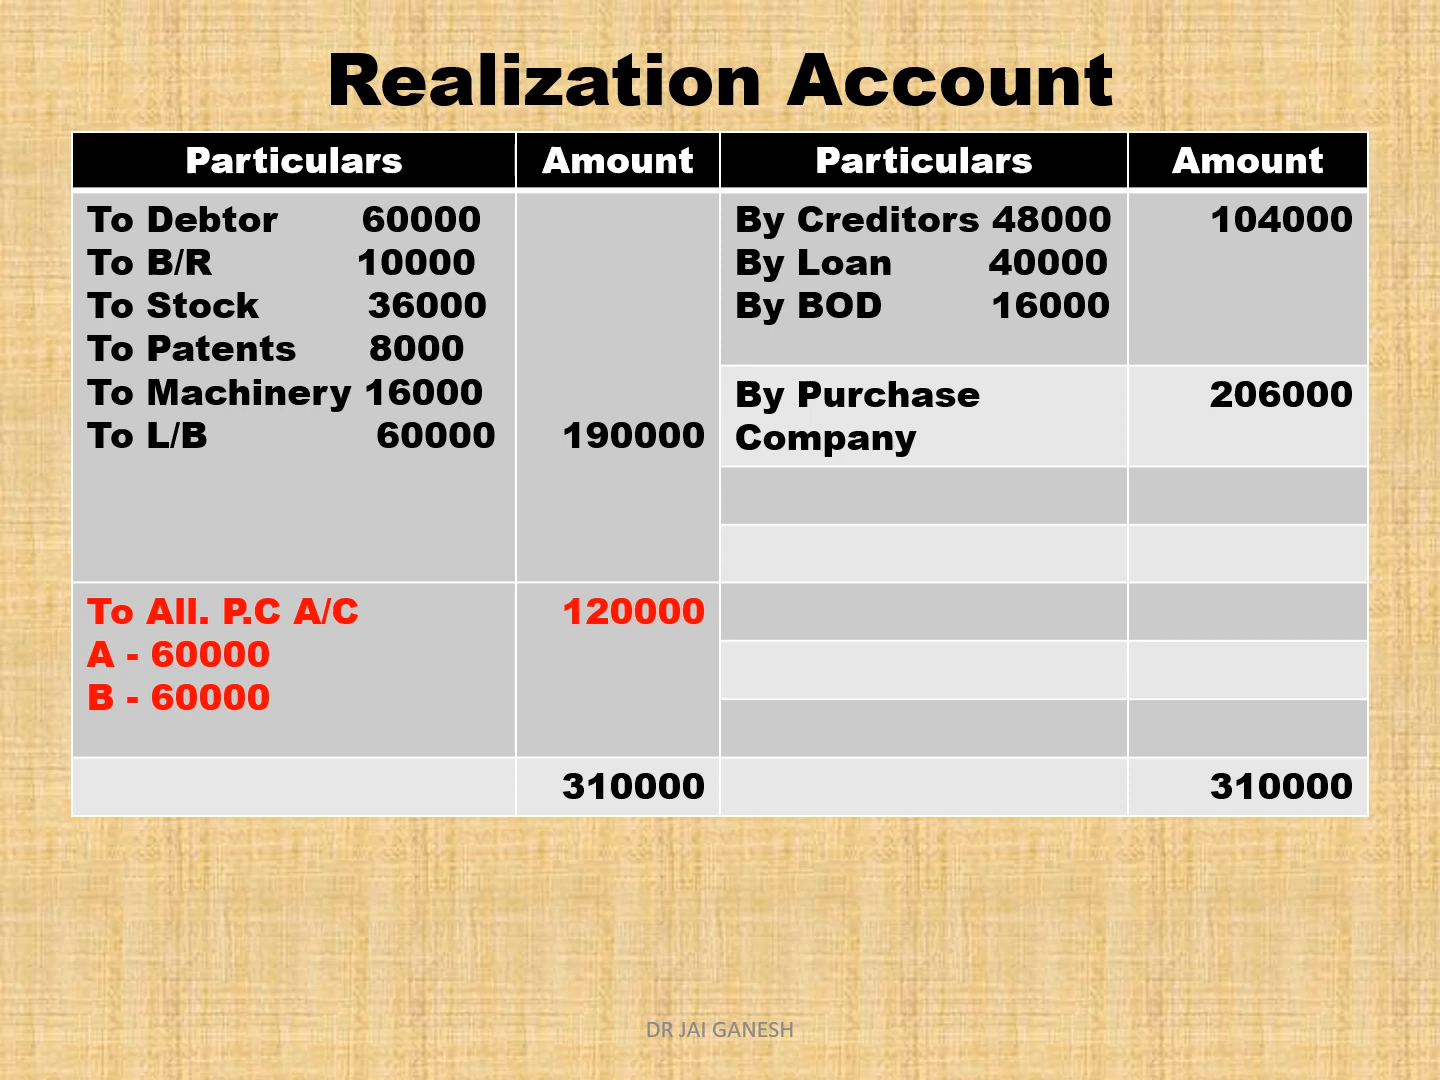 Realization Account
Particulars Amount Particulars Amount
To Debtor 60000
To B/R 10000
To Stock 36000
To Patents 8000
To Machinery 16000
To L/B 60000 190000
By Creditors 48000 104000
By Loan 40000
By BOD 16000
By Purchase 206000
Company
To All. P.C A/C 120000
A - 60000
B - 60000
310000 310000
DR JAI GANESH